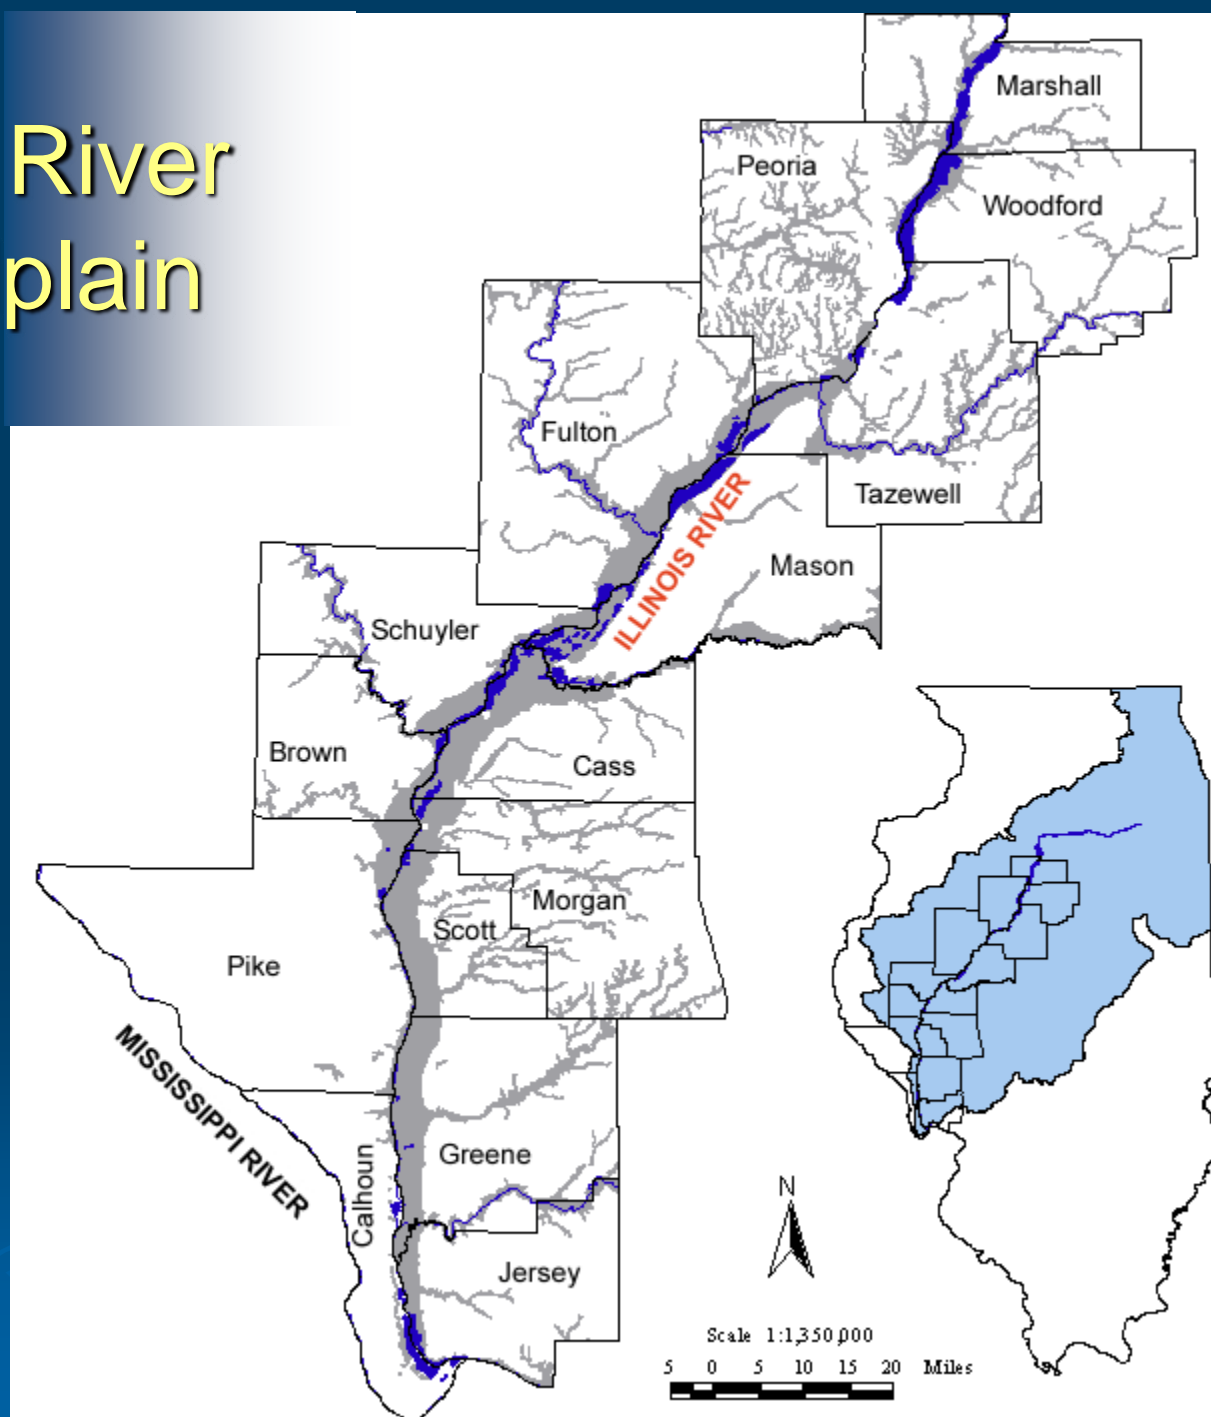 River
plain
Marshall
Peoria
Woodford
Fulton
Tazewell
ILLINOIS RIVER
Mason
Schuyler
Brown
Cass
Morgan
Scott
Pike
MISSISSIPPI RIVER
Calhoun
Greene
Jersey
N
Scale 1:1,350,000
5 0 5 10 15 20 Miles